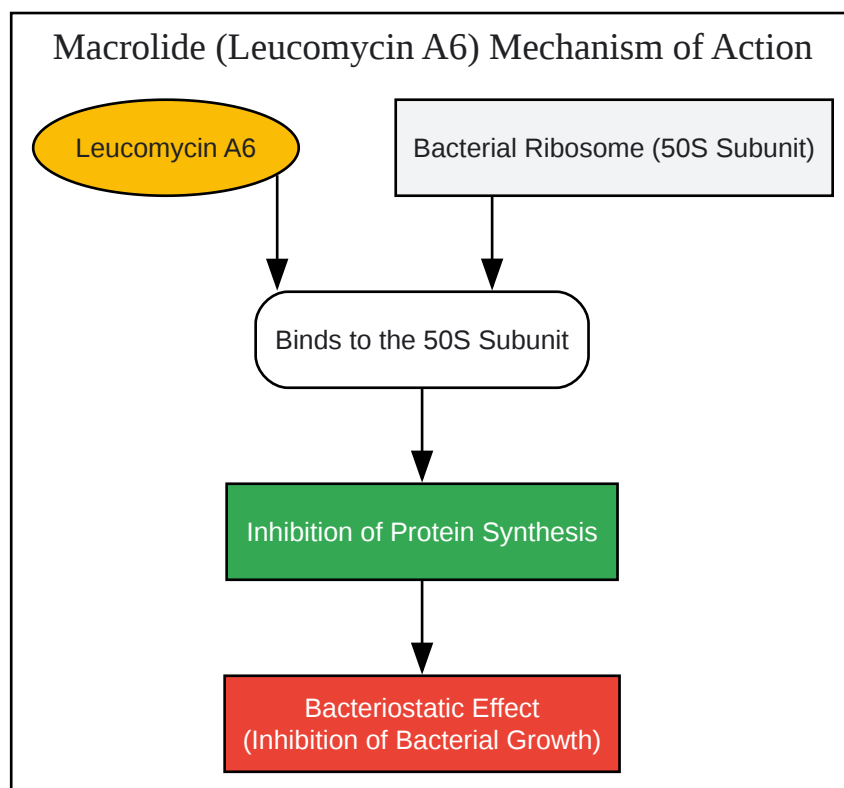 Macrolide (Leucomycin A6) Mechanism of Action
Leucomycin A6
Bacterial Ribosome (50S Subunit)
Binds to the 50S Subunit
Inhibition of Protein Synthesis
Bacteriostatic Effect
(Inhibition of Bacterial Growth)